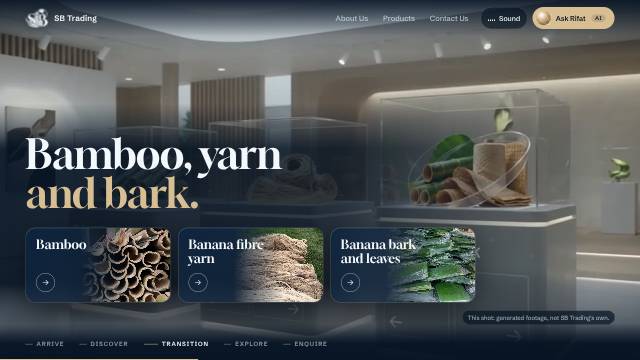 SB
SB Trading
About Us
Products
Contact Us
Sound
Ask Rifat AI
Bamboo, yarn
and bark.
Bamboo
Banana fibre
yarn
Banana bark
and leaves
This shot: generated footage, not SB Trading's own.
ARRIVE
DISCOVER
TRANSITION
EXPLORE
ENQUIRE